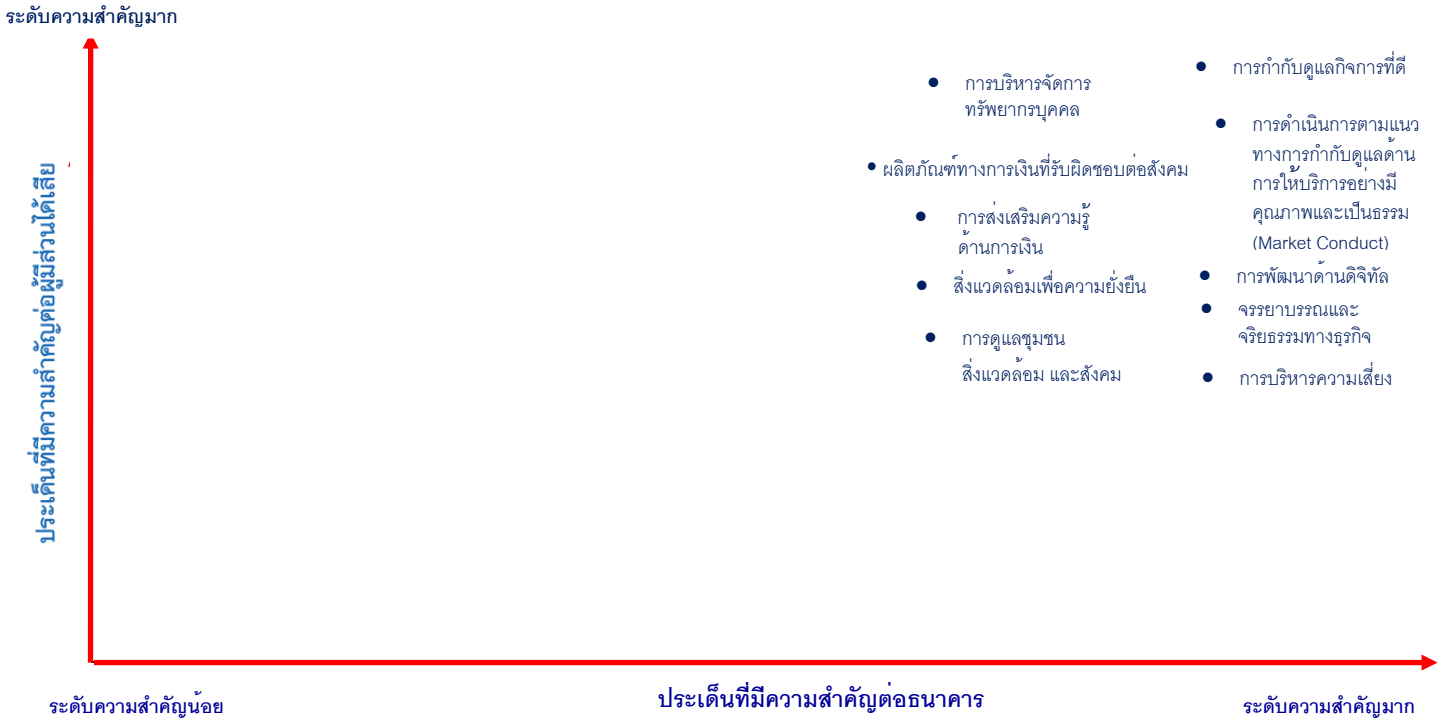 ระดับความสำคัญมาก
ประเด็นที่มีความสำคัญต่อผู้มีส่วนได้เสีย
• การบริหารจัดการ
ทรัพยากรบุคคล
• ผลิตภัณฑ์ทางการเงินที่รับผิดชอบต่อสังคม
• การส่งเสริมความรู้
ด้านการเงิน
• สิ่งแวดล้อมเพื่อความยั่งยืน
• การดูแลชุมชน
สิ่งแวดล้อม และสังคม
• การกำกับดูแลกิจการที่ดี
• การดำเนินการตามแนว
ทางการกำกับดูแลด้าน
การให้บริการอย่างมี
คุณภาพและเป็นธรรม
(Market Conduct)
• การพัฒนาด้านดิจิทัล
• จรรยาบรรณและ
จริยธรรมทางธุรกิจ
• การบริหารความเสี่ยง
ระดับความสำคัญน้อย
ประเด็นที่มีความสำคัญต่อธนาคาร
ระดับความสำคัญมาก